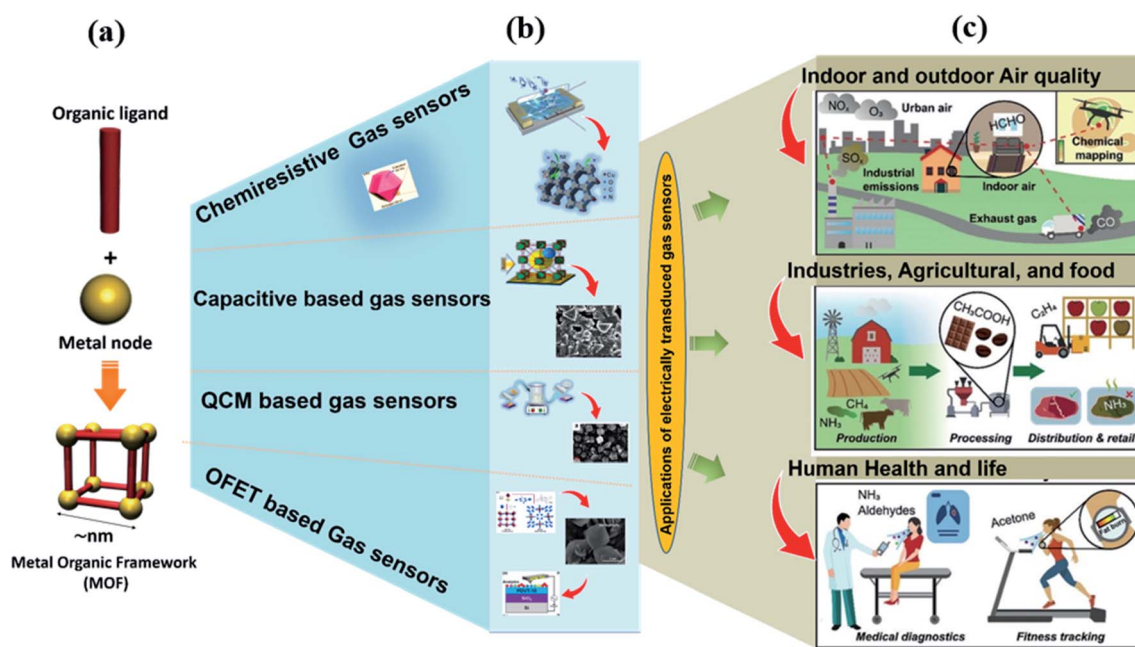 (a)
Organic ligand
+
Metal node
~nm
Metal Organic Framework
(MOF)
(b)
Chemiresistive Gas sensors
Capacitive based gas sensors
QCM based gas sensors
OFET based Gas sensors
Applications of electrically transduced gas sensors
(c)
Indoor and outdoor Air quality
NOₓ
O₃
Urban air
HCHO
Chemical
mapping
SOₓ
Industrial
emissions
Indoor air
Exhaust gas
CO
Industries, Agricultural, and food
CH₃COOH
C₂H₄
CH₄
NH₃
NH₃
Production
Processing
Distribution & retail
Human Health and life
NH₃
Aldehydes
Acetone
Fat Burn
Medical diagnostics
Fitness tracking